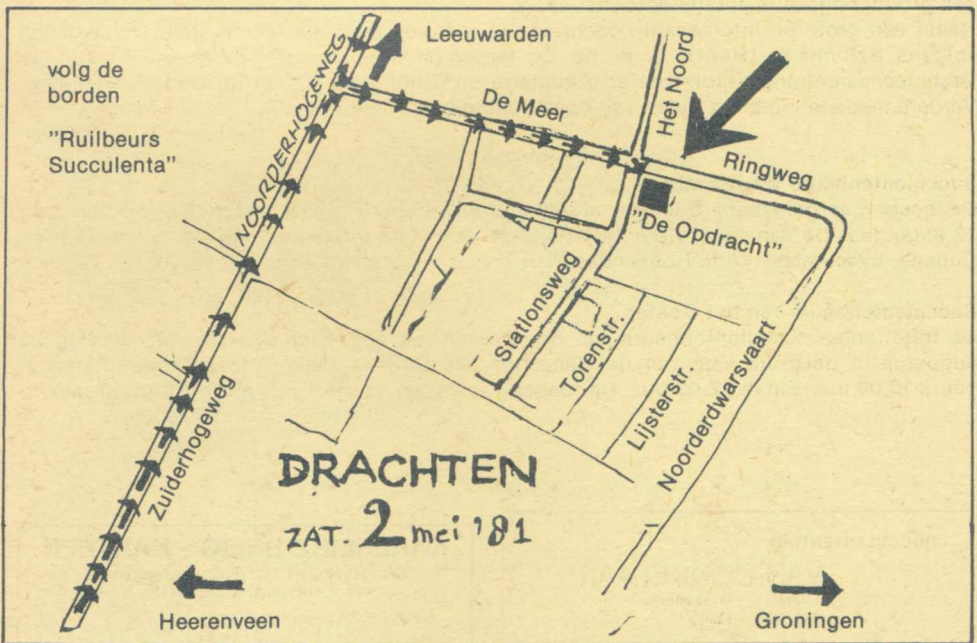 Leeuwarden
volg de
borden
"Ruilbeurs
Succulenta"
NOORDERHOGEWEG
De Meer
Het Noord
Ringweg
"De Opdracht"
Stationsweg
Torenstr.
Lijsterstr.
Noorderdwarsvaart
Zuiderhogeweg
DRACHTEN
ZAT. 2 mei '81
Heerenveen
Groningen